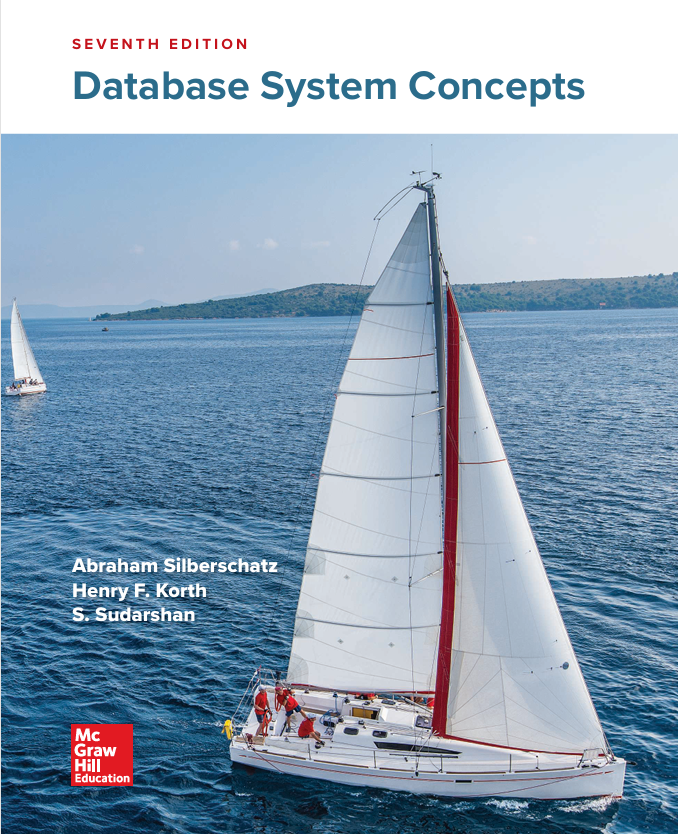 SEVENTH EDITION
Database System Concepts
Abraham Silberschatz
Henry F. Korth
S. Sudarshan
Mc
Graw
Hill
Education